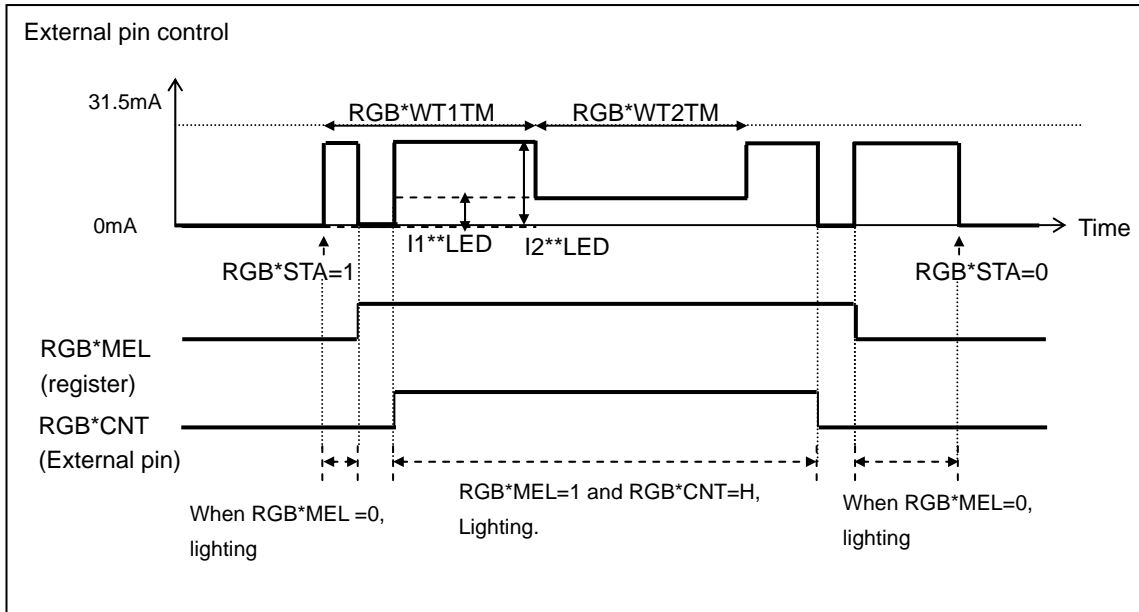 External pin control
31.5mA
RGB*WT1TM
RGB*WT2TM
0mA
Time
I1**LED
I2**LED
RGB*STA=1
RGB*STA=0
RGB*MEL
(register)
RGB*CNT
(External pin)
When RGB*MEL =0,
lighting
RGB*MEL=1 and RGB*CNT=H,
Lighting.
When RGB*MEL=0,
lighting